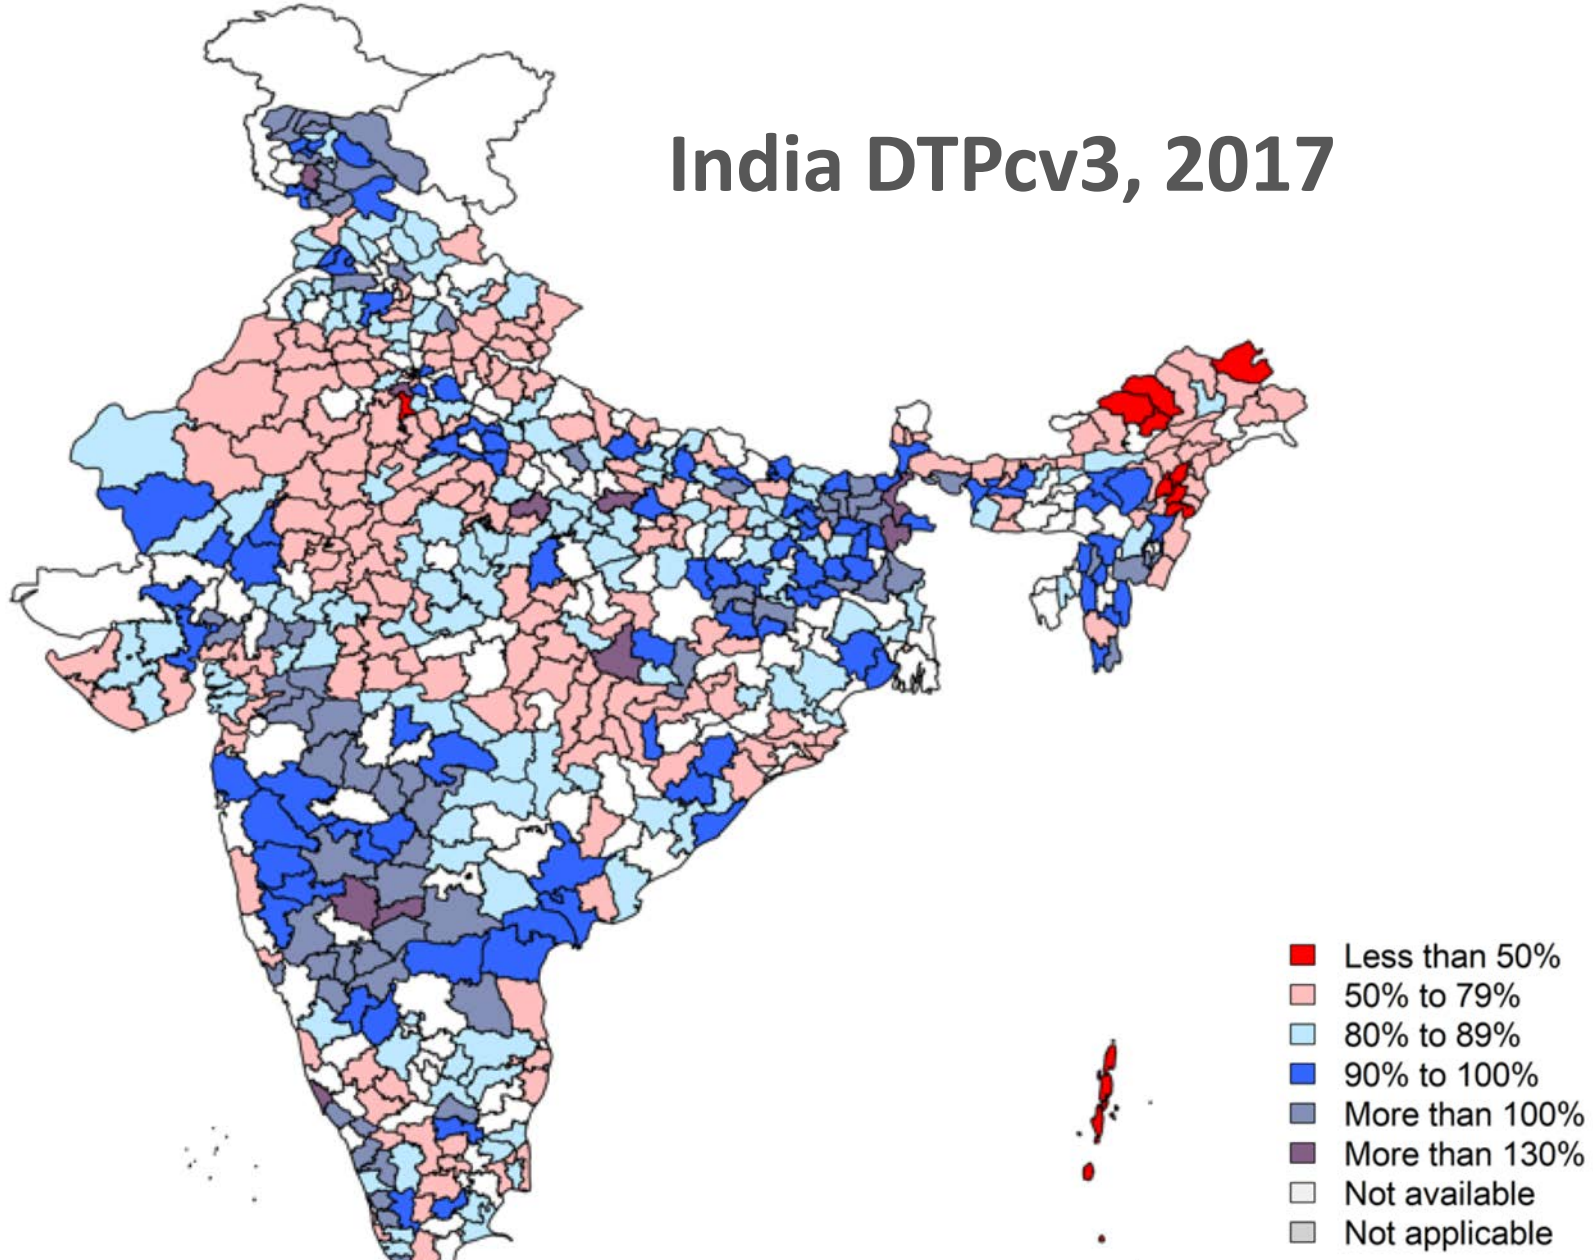 India DTPcv3, 2017
Less than 50%
50% to 79%
80% to 89%
90% to 100%
More than 100%
More than 130%
Not available
Not applicable